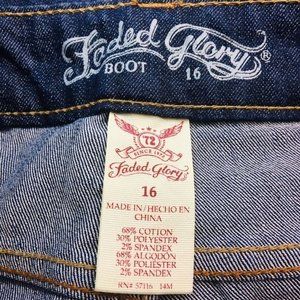 Faded Glory®
BOOT 16
72
SINCE 1972
Faded Glory®
16
MADE IN / HECHO EN
CHINA
68% COTTON
30% POLYESTER
2% SPANDEX
68% ALGODÓN
30% POLIÉSTER
2% SPANDEX
RN# 57116 14M